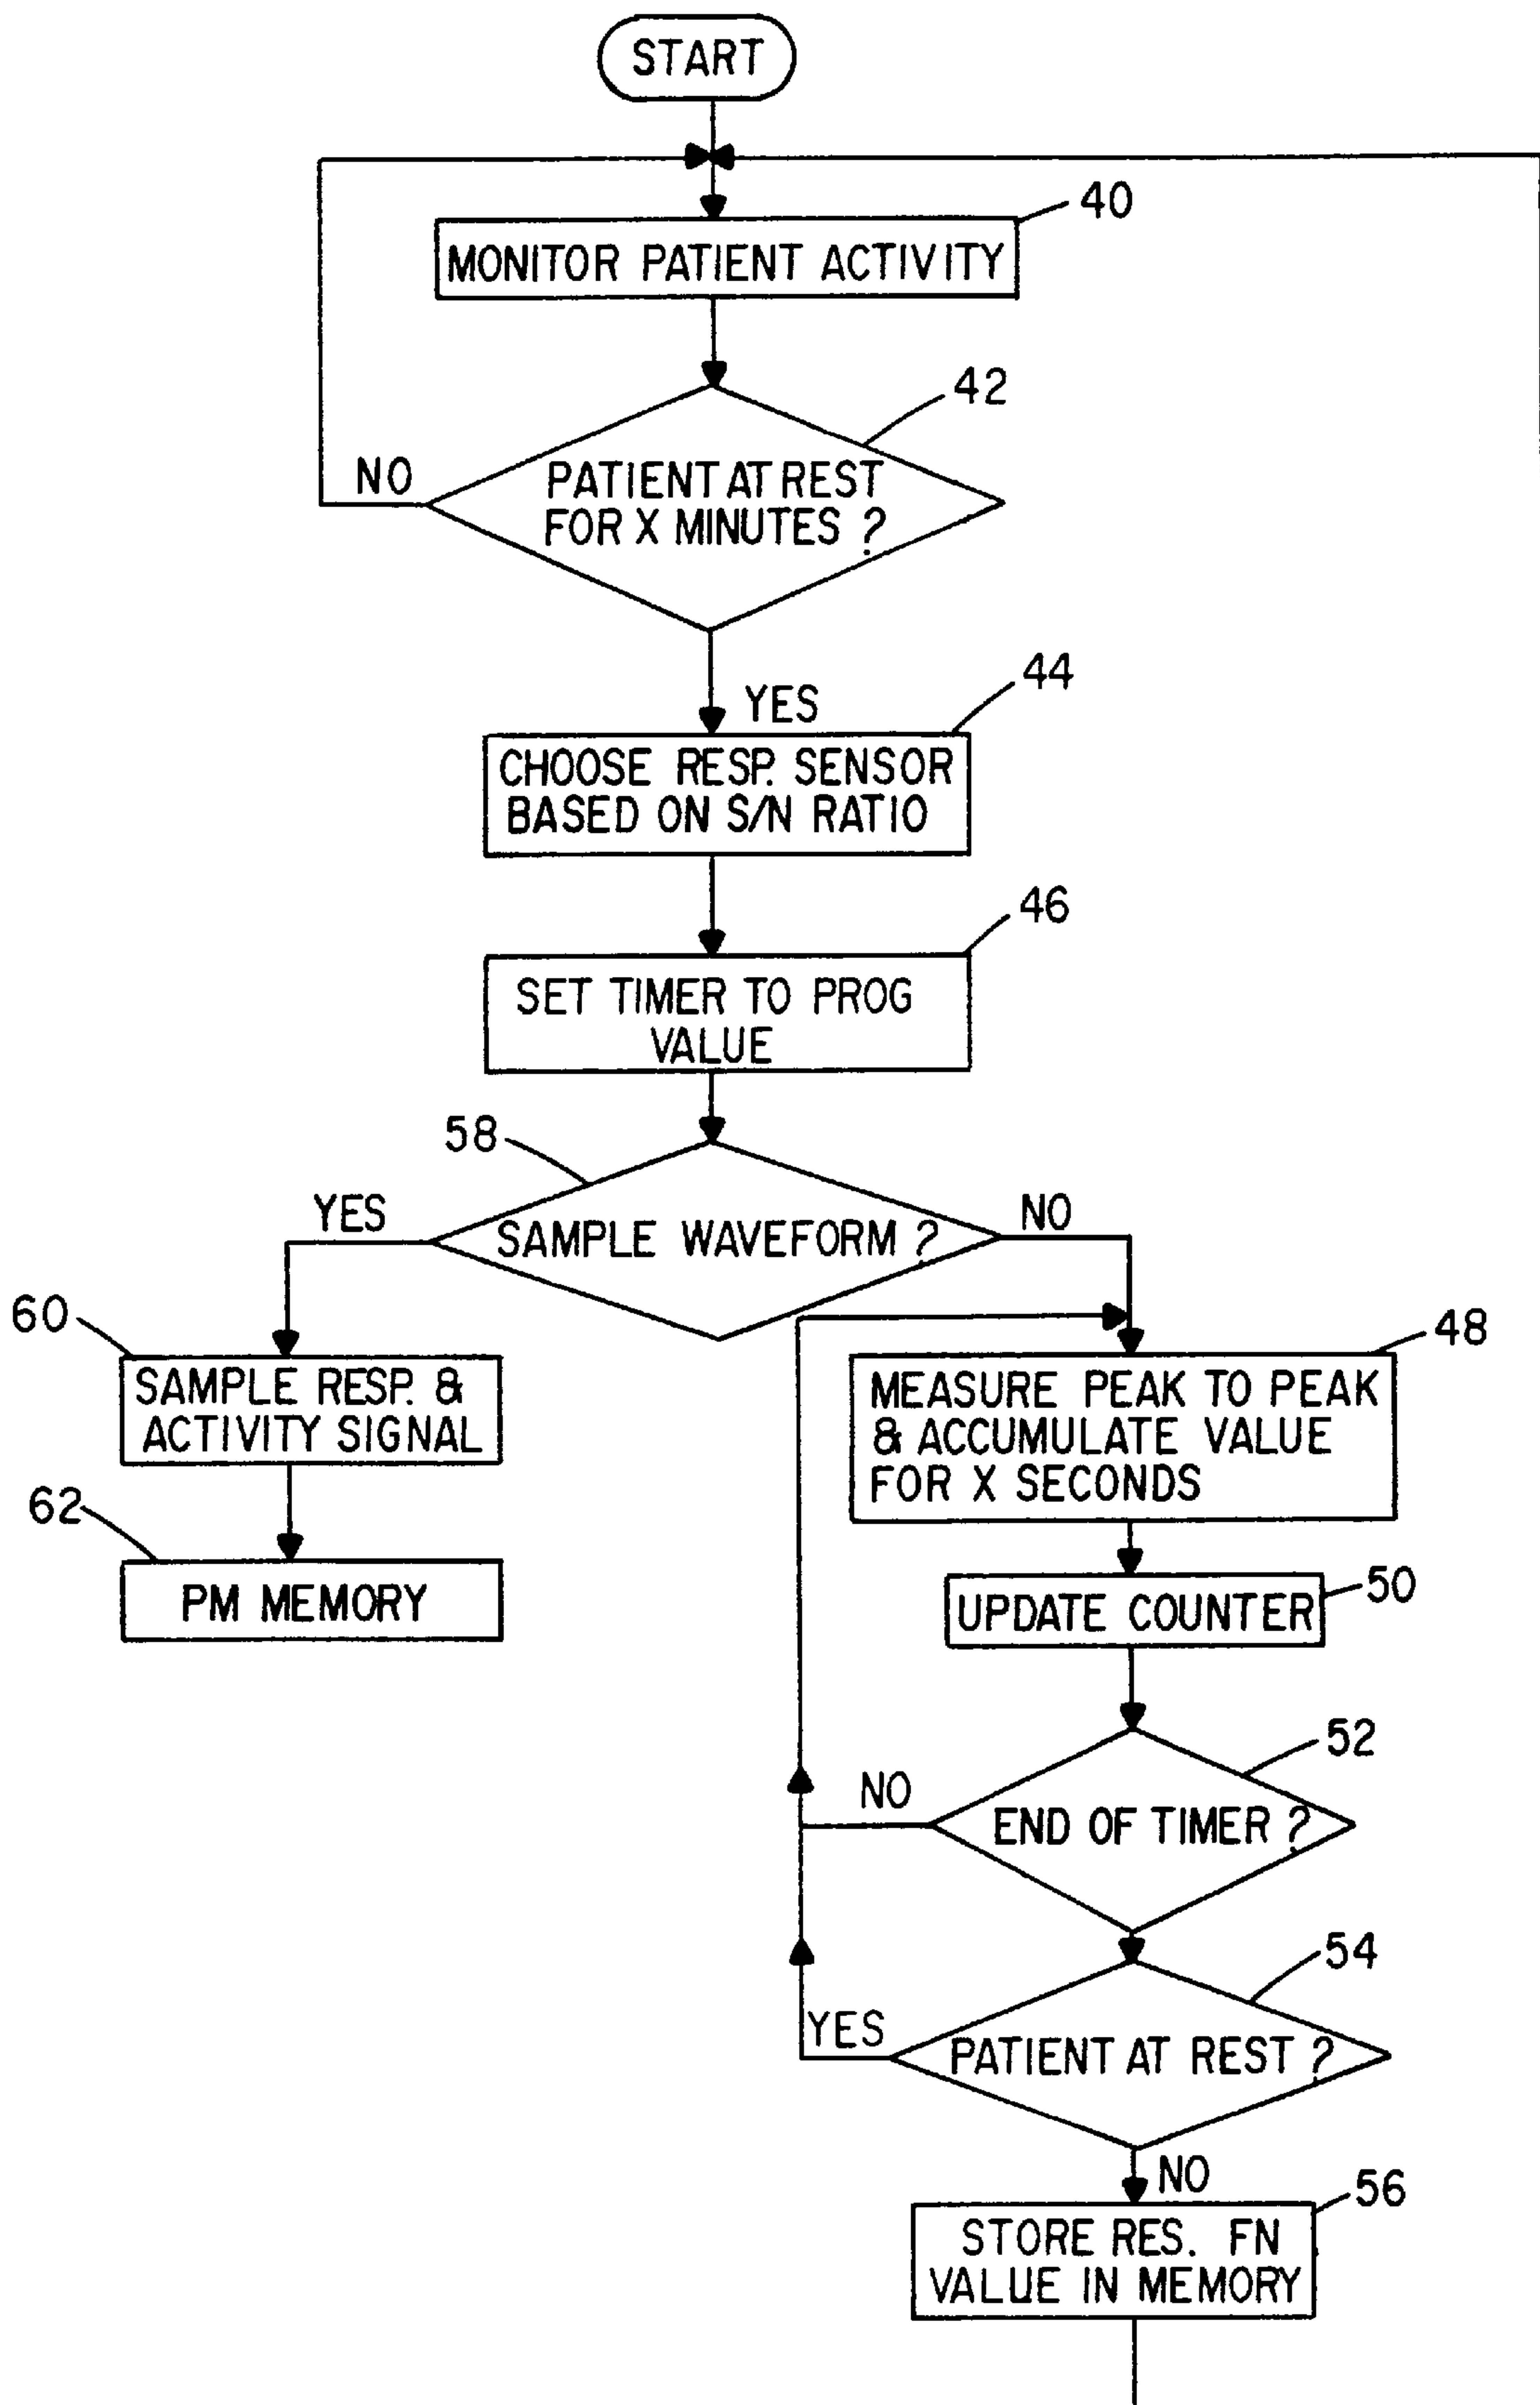 START
40
MONITOR PATIENT ACTIVITY
42
NO
PATIENT AT REST
FOR X MINUTES ?
44
YES
CHOOSE RESP. SENSOR
BASED ON S/N RATIO
46
SET TIMER TO PROG
VALUE
58
YES
SAMPLE WAVEFORM ?
NO
60
SAMPLE RESP. &
ACTIVITY SIGNAL
48
MEASURE PEAK TO PEAK
& ACCUMULATE VALUE
FOR X SECONDS
62
PM MEMORY
50
UPDATE COUNTER
52
NO
END OF TIMER ?
54
YES
PATIENT AT REST ?
NO
56
STORE RES. FN
VALUE IN MEMORY